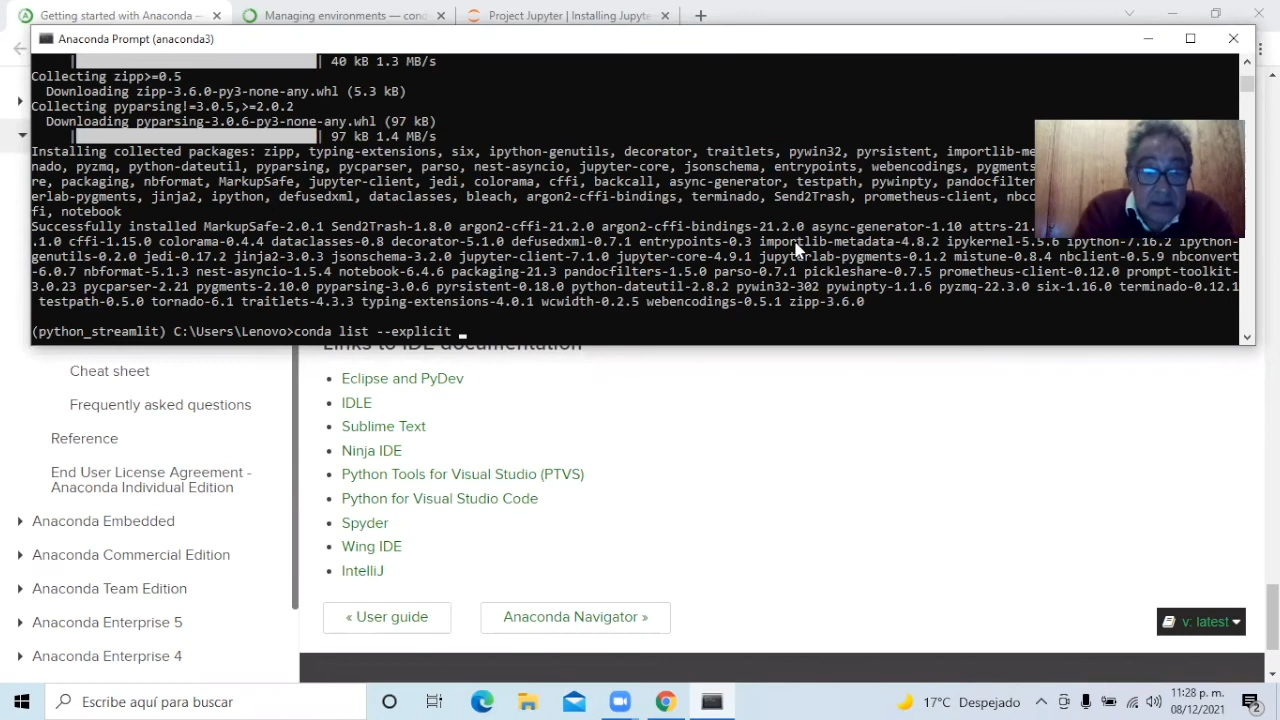 Getting started with Anaconda —
Managing environments — cond
Project Jupyter | Installing Jupyte
Anaconda Prompt (anaconda3)
| 40 kB 1.3 MB/s
Collecting zipp>=0.5
Downloading zipp-3.6.0-py3-none-any.whl (5.3 kB)
Collecting pyparsing!=3.0.5,>=2.0.2
Downloading pyparsing-3.0.6-py3-none-any.whl (97 kB)
| | 97 kB 1.4 MB/s
Installing collected packages: zipp, typing-extensions, six, ipython-genutils, decorator, traitlets, pywin32, pyrsistent, importlib-me
nado, pyzmq, python-dateutil, pyparsing, pycparser, parso, nest-asyncio, jupyter-core, jsonschema, entrypoints, webencodings, pygments
re, packaging, nbformat, MarkupSafe, jupyter-client, jedi, colorama, cffi, backcall, async-generator, testpath, pywinpty, pandocfilter
erlab-pygments, jinja2, ipython, defusedxml, dataclasses, bleach, argon2-cffi-bindings, terminado, Send2Trash, prometheus-client, nbc
fi, notebook
Successfully installed MarkupSafe-2.0.1 Send2Trash-1.8.0 argon2-cffi-21.2.0 argon2-cffi-bindings-21.2.0 async-generator-1.10 attrs-21.
.1.0 cffi-1.15.0 colorama-0.4.4 dataclasses-0.8 decorator-5.1.0 defusedxml-0.7.1 entrypoints-0.3 importlib-metadata-4.8.2 ipykernel-5.5.6 ipython-7.16.2 ipython-
genutils-0.2.0 jedi-0.17.2 jinja2-3.0.3 jsonschema-3.2.0 jupyter-client-7.1.0 jupyter-core-4.9.1 jupyterlab-pygments-0.1.2 mistune-0.8.4 nbclient-0.5.9 nbconvert
-6.0.7 nbformat-5.1.3 nest-asyncio-1.5.4 notebook-6.4.6 packaging-21.3 pandocfilters-1.5.0 parso-0.7.1 pickleshare-0.7.5 prometheus-client-0.12.0 prompt-toolkit-
3.0.23 pycparser-2.21 pygments-2.10.0 pyparsing-3.0.6 pyrsistent-0.18.0 python-dateutil-2.8.2 pywin32-302 pywinpty-1.1.6 pyzmq-22.3.0 six-1.16.0 terminado-0.12.1
testpath-0.5.0 tornado-6.1 traitlets-4.3.3 typing-extensions-4.0.1 wcwidth-0.2.5 webencodings-0.5.1 zipp-3.6.0
(python_streamlit) C:\Users\Lenovo>conda list --explicit _
Links to IDE documentation
Cheat sheet
Frequently asked questions
Reference
End User License Agreement -
Anaconda Individual Edition
Anaconda Embedded
Anaconda Commercial Edition
Anaconda Team Edition
Anaconda Enterprise 5
Anaconda Enterprise 4
• Eclipse and PyDev
• IDLE
• Sublime Text
• Ninja IDE
• Python Tools for Visual Studio (PTVS)
• Python for Visual Studio Code
• Spyder
• Wing IDE
• IntelliJ
« User guide
Anaconda Navigator »
v: latest
Escribe aquí para buscar
17°C Despejado
11:28 p. m.
08/12/2021
2